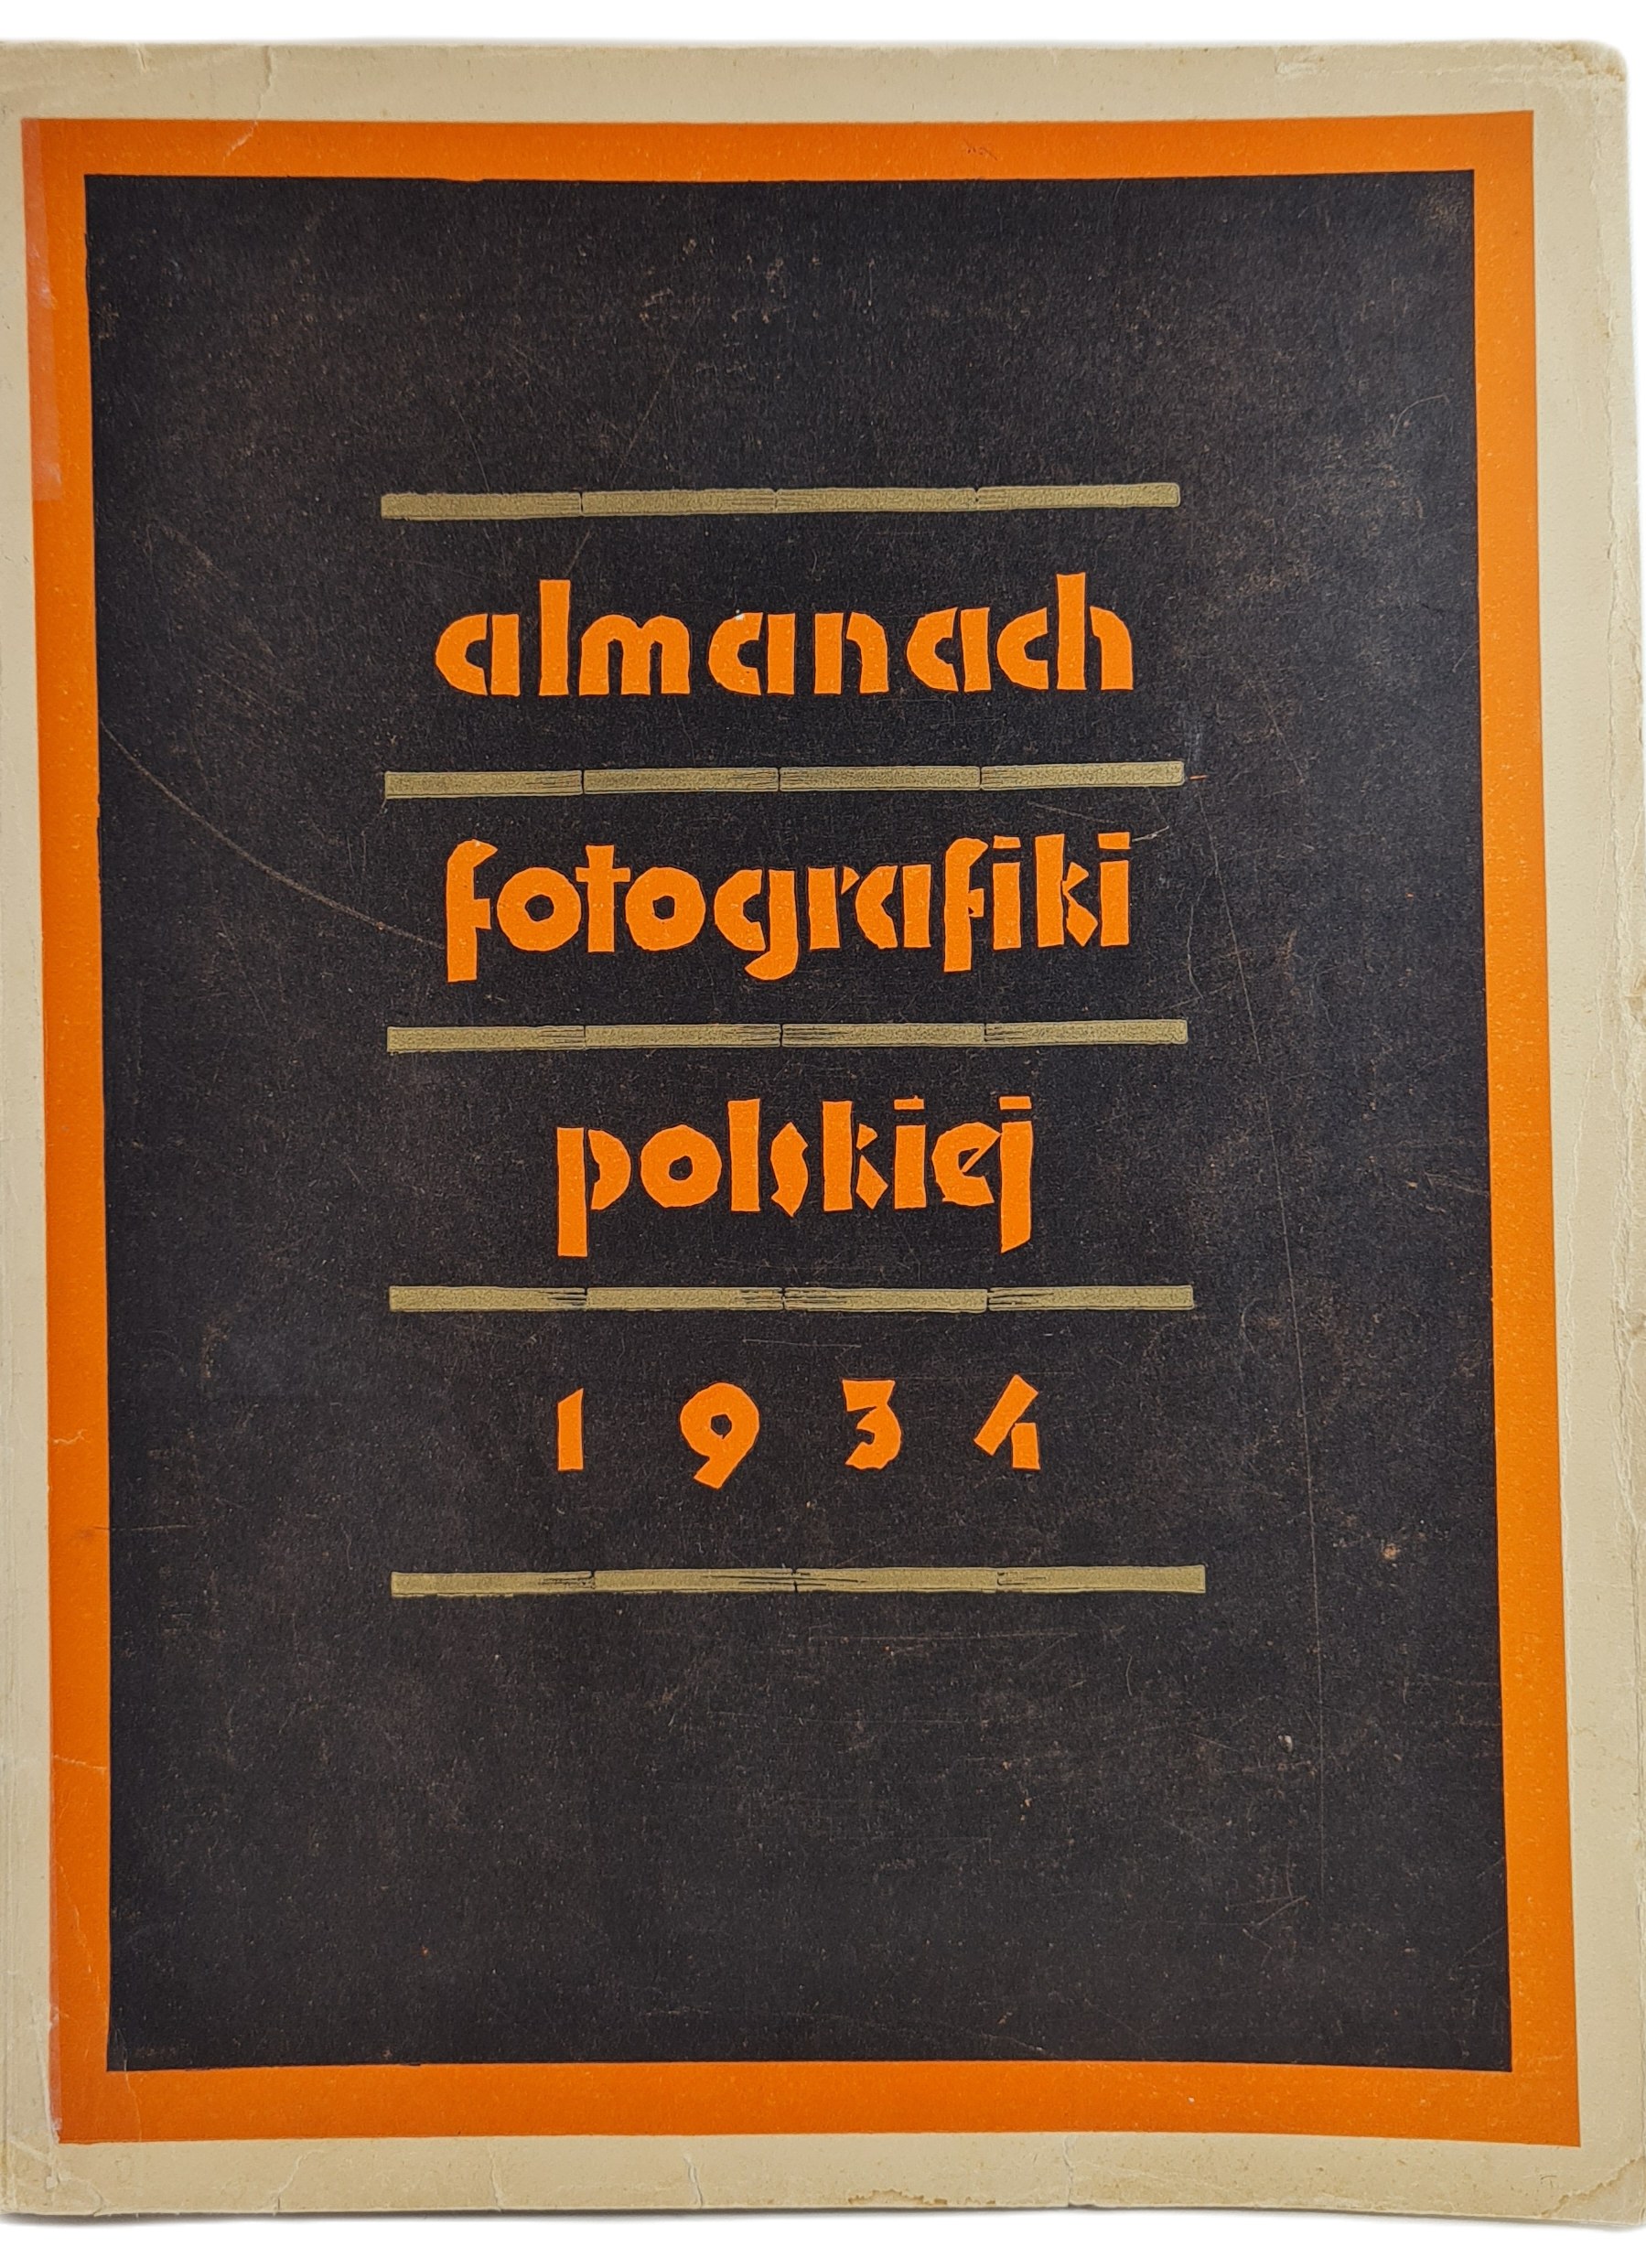 almanach
fotografiki
polskiej
1934